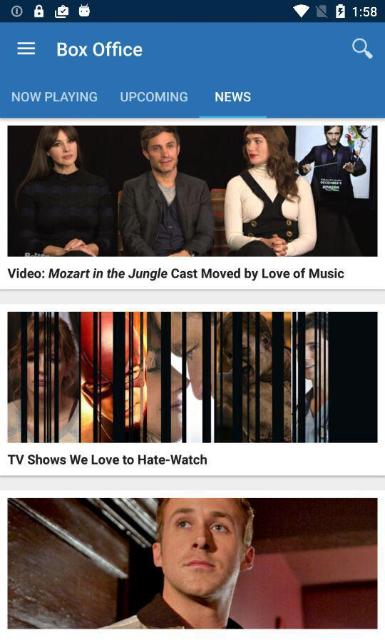 1:58
Box Office
NOW PLAYING UPCOMING NEWS
Video: Mozart in the Jungle Cast Moved by Love of Music
TV Shows We Love to Hate-Watch